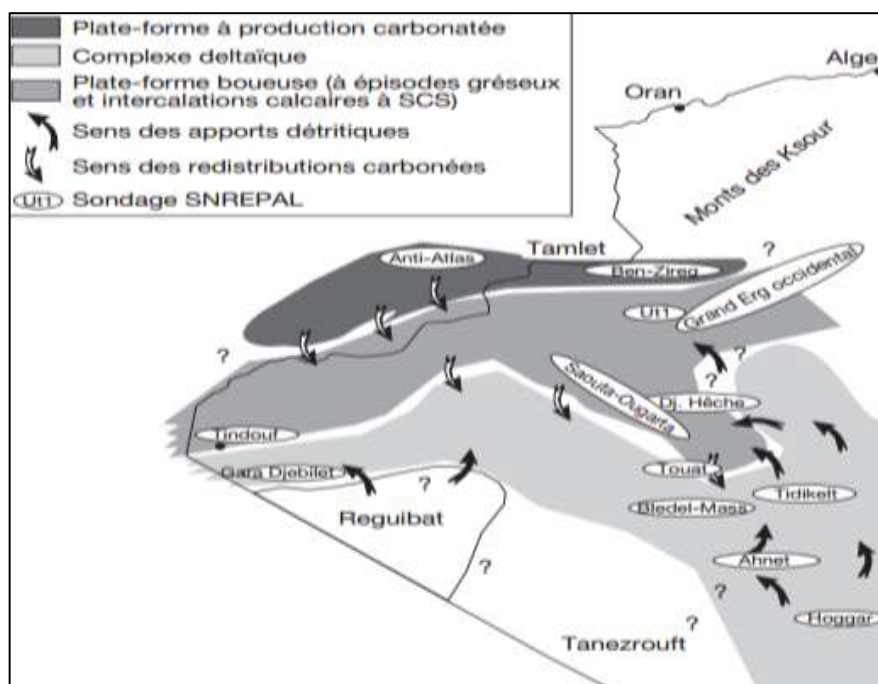 Plate-forme à production carbonatée
Complexe deltaïque
Plate-forme boueuse (à épisodes gréseux
et intercalations calcaires à SCS)
Sens des apports détritiques
Sens des redistributions carbonées
Ut1 Sondage SNREPAL
Alge
Oran
Monts des Ksour
Tamlet
?
Anti-Atlas
Ben-Zireg
Grand Erg occidental
Ut1
?
?
?
Saoura-Ougarta
Dj. Hèche
Tindouf
Touat
Gara Djebilet
?
Tidikelt
Bledel-Mass
Reguibat
?
Ahnet
?
Hoggar
?
Tanezrouft